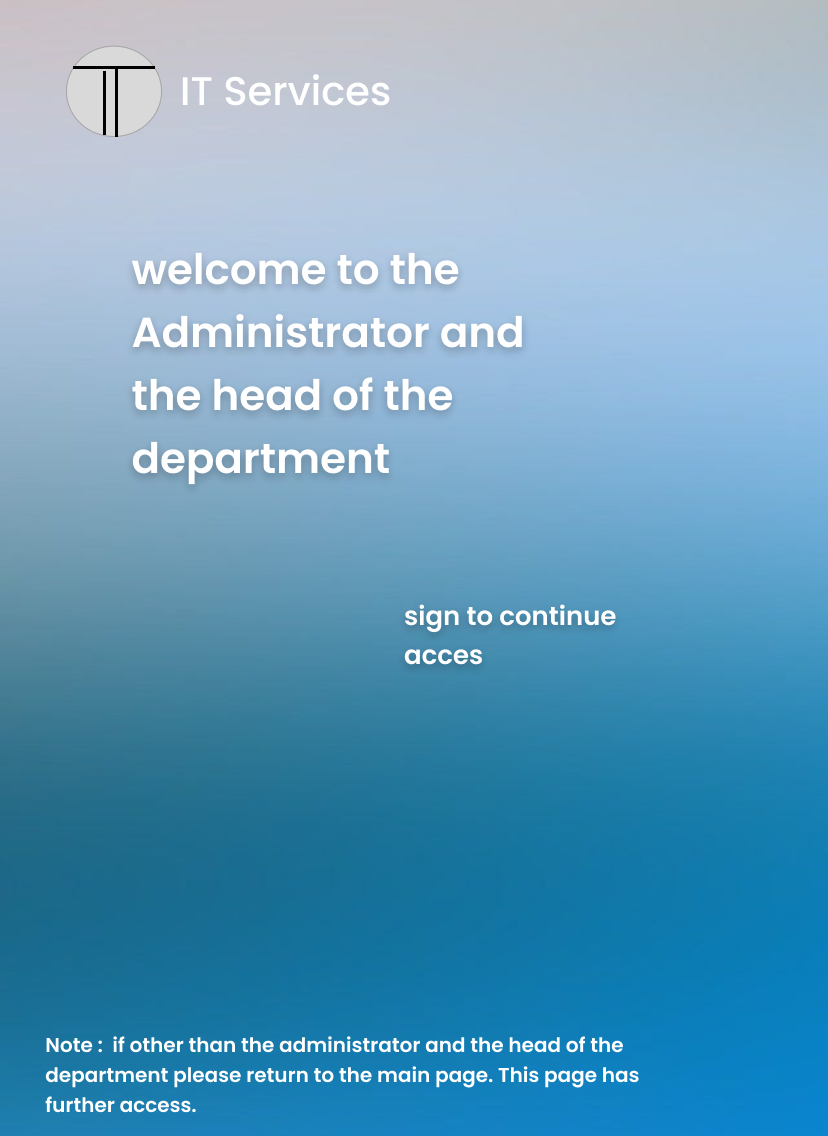 IT Services
welcome to the
Administrator and
the head of the
department
sign to continue
acces
Note :  if other than the administrator and the head of the
department please return to the main page. This page has
further access.